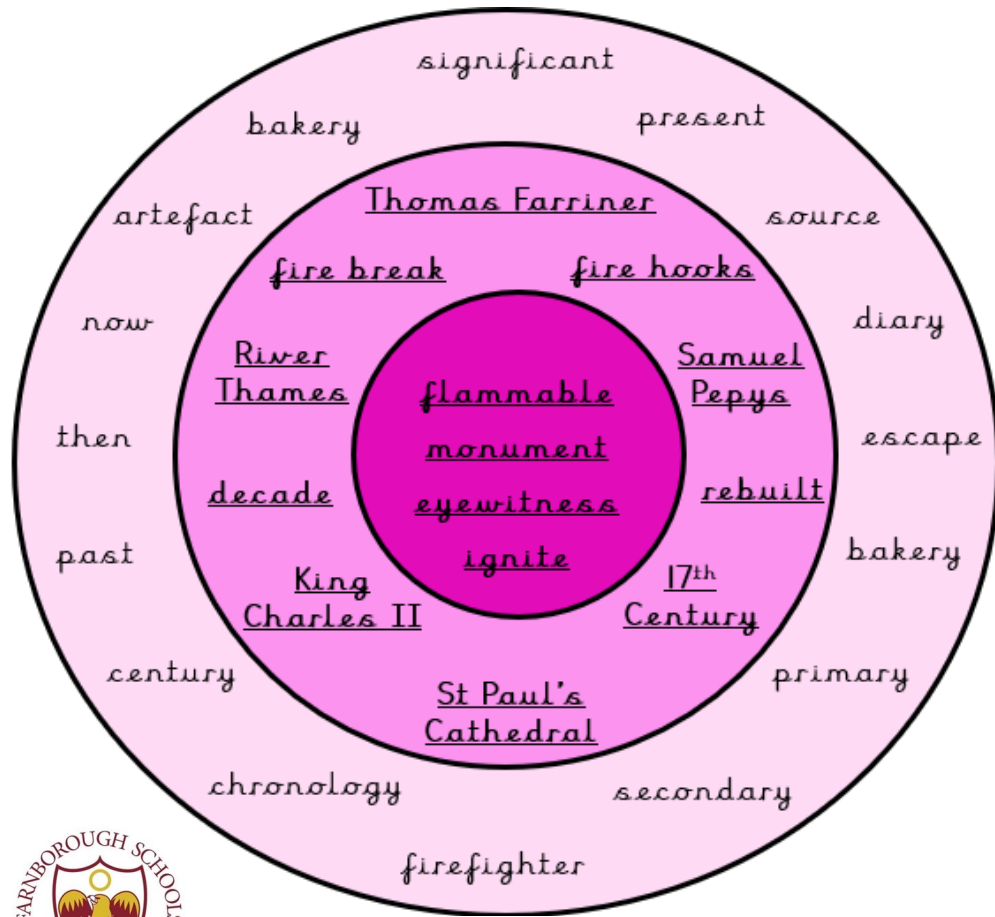 significant
bakery
present
Thomas Farriner
artefact
source
fire break
fire hooks
now
diary
River
Thames
Samuel
Pepys
flammable
monument
eyewitness
ignite
then
escape
decade
rebuilt
past
bakery
King
Charles II
17th
Century
century
primary
St Paul's
Cathedral
chronology
secondary
firefighter
FARNBOROUGH SCHOOLS